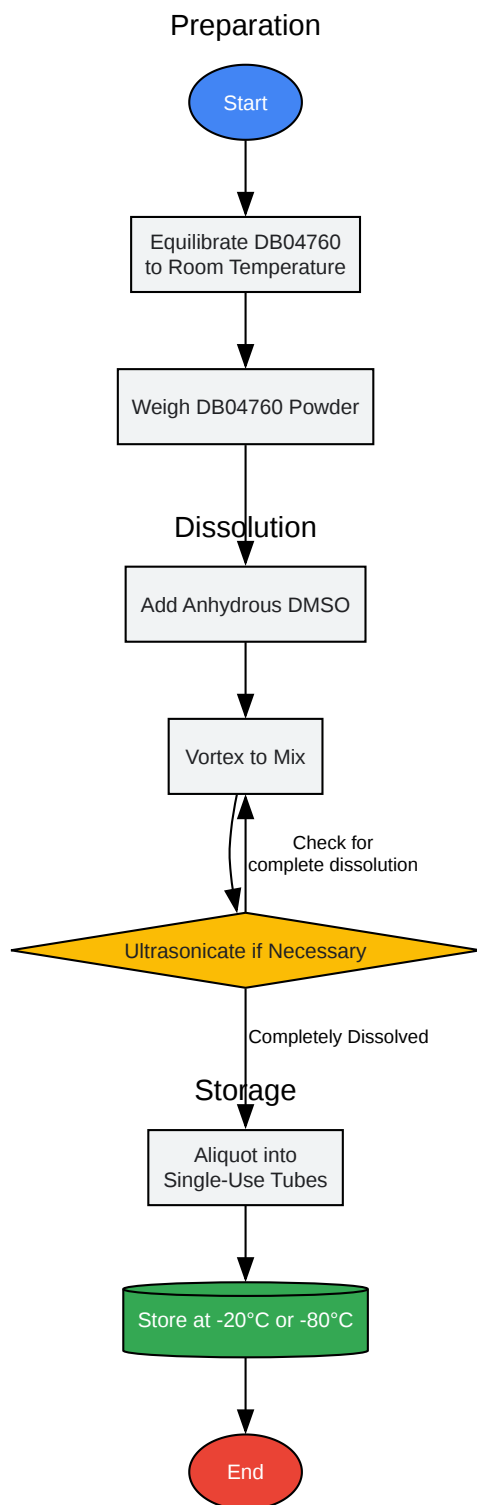 Preparation
Start
Equilibrate DB04760
to Room Temperature
Weigh DB04760 Powder
Dissolution
Add Anhydrous DMSO
Vortex to Mix
Check for
complete dissolution
Ultrasonicate if Necessary
Completely Dissolved
Storage
Aliquot into
Single-Use Tubes
Store at -20°C or -80°C
End